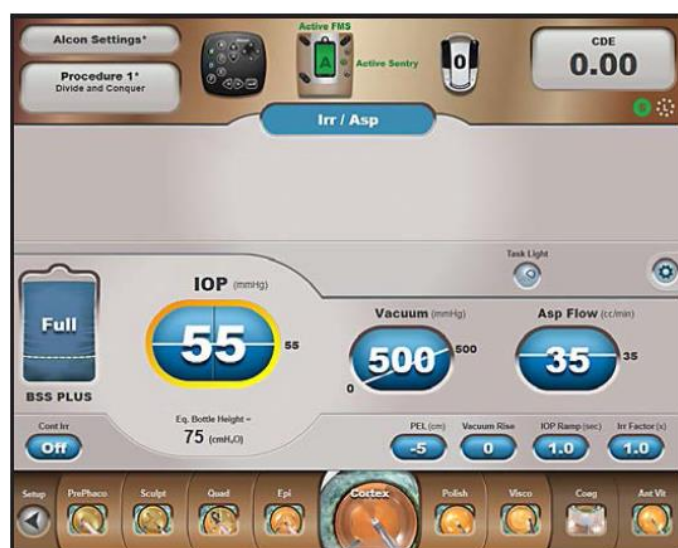 Alcon Settings*
Procedure 1*
Divide and Conquer
Active FMS
A
Active Sentry
0
CDE
0.00
Irr / Asp
Task Light
Full
BSS PLUS
IOP (mmHg)
55
55
Eq. Bottle Height =
75 (cmH₂O)
Vacuum (mmHg)
500
500
0
Asp Flow (cc/min)
35
35
Cont Irr
Off
PEL (cm)
-5
Vacuum Rise
0
IOP Ramp (sec)
1.0
Irr Factor (x)
1.0
Setup
PrePhaco
Sculpt
Quad
Epi
Cortex
Polish
Visco
Coag
Ant Vit